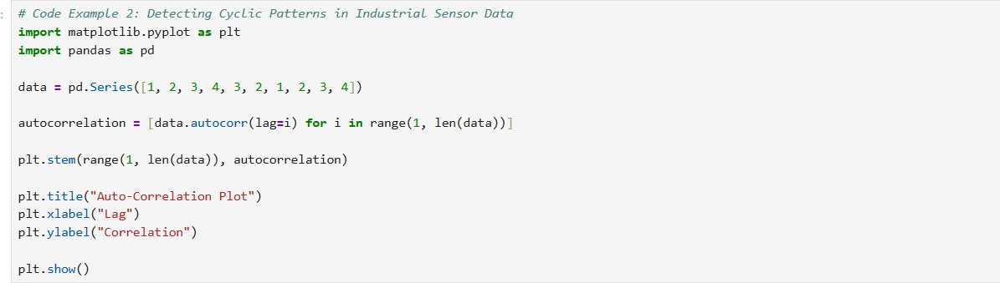 # Code Example 2: Detecting Cyclic Patterns in Industrial Sensor Data
import matplotlib.pyplot as plt
import pandas as pd
data = pd.Series([1, 2, 3, 4, 3, 2, 1, 2, 3, 4])
autocorrelation = [data.autocorr(lag=i) for i in range(1, len(data))]
plt.stem(range(1, len(data)), autocorrelation)
plt.title("Auto-Correlation Plot")
plt.xlabel("Lag")
plt.ylabel("Correlation")
plt.show()